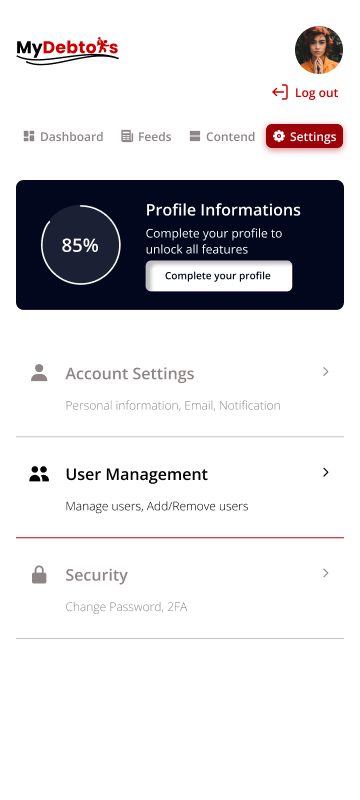 MyDebtors
Log out
Dashboard Feeds Contend Settings
Profile Informations
85%
Complete your profile to
unlock all features
Complete your profile
Account Settings
Personal information, Email, Notification
User Management
Manage users, Add/Remove users
Security
Change Password, 2FA